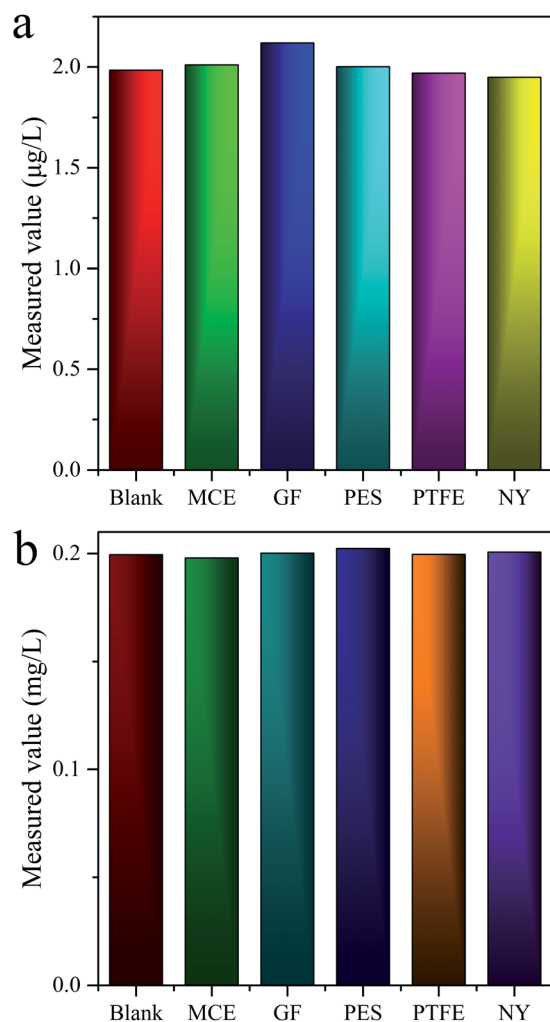 a
Measured value (μg/L)
2.0
1.5
1.0
0.5
0.0
Blank MCE GF PES PTFE NY
b
Measured value (mg/L)
0.2
0.1
0.0
Blank MCE GF PES PTFE NY